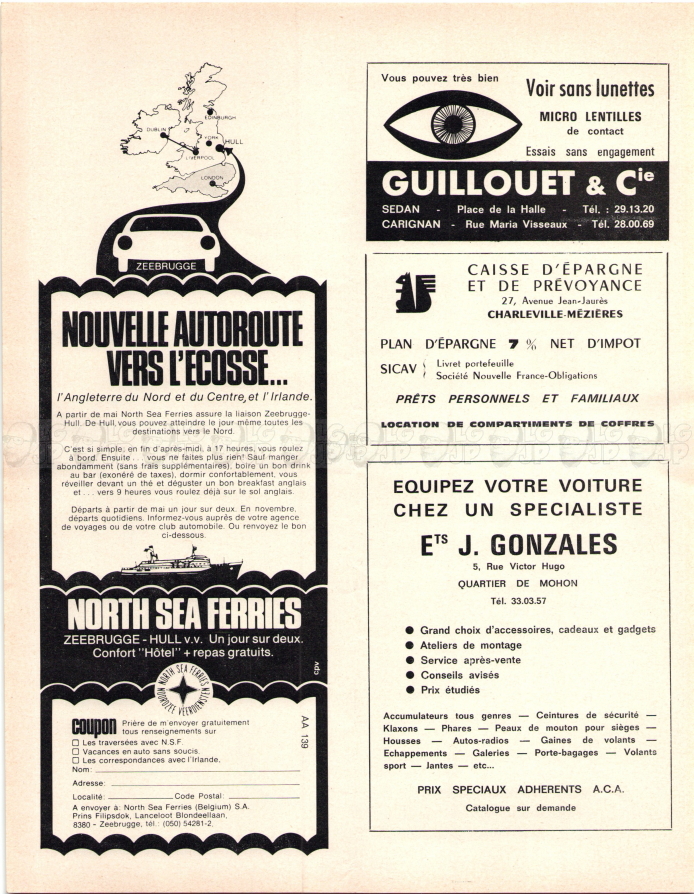 EDINBURGH
DUBLIN
YORK
HULL
LIVERPOOL
LONDON
ZEEBRUGGE
NOUVELLE AUTOROUTE
VERS L'ECOSSE...
l'Angleterre du Nord et du Centre,et l'Irlande.
A partir de mai North Sea Ferries assure la liaison Zeebrugge-
Hull. De Hull, vous pouvez atteindre le jour même toutes les
destinations vers le Nord.
C'est si simple: en fin d'après-midi, à 17 heures, vous roulez
à bord. Ensuite... vous ne faites plus rien! Sauf manger
abondamment (sans frais supplémentaires), boire un bon drink
au bar (exonéré de taxes), dormir confortablement, vous
réveiller devant un thé et déguster un bon breakfast anglais
et... vers 9 heures vous roulez déjà sur le sol anglais.
Départs à partir de mai un jour sur deux. En novembre,
départs quotidiens. Informez-vous auprès de votre agence
de voyages ou de votre club automobile. Ou renvoyez le bon
ci-dessous.
NORTH SEA FERRIES
ZEEBRUGGE - HULL v.v. Un jour sur deux.
Confort "Hôtel" + repas gratuits.
cpv
NORTH SEA FERRIES
NOORDZEE VEERDIENSTEN
coupon Prière de m'envoyer gratuitement
tous renseignements sur
Les traversées avec N.S.F.
Vacances en auto sans soucis.
Les correspondances avec l'Irlande.
Nom:
Adresse:
Localité: Code Postal:
A envoyer à: North Sea Ferries (Belgium) S.A.
Prins Filipsdok, Lanceloot Blondeellaan,
8380 - Zeebrugge, tél.: (050) 54281-2.
AA 139
Vous pouvez très bien
Voir sans lunettes
MICRO LENTILLES
de contact
Essais sans engagement
GUILLOUET & Cie
SEDAN - Place de la Halle - Tél. : 29.13.20
CARIGNAN - Rue Maria Visseaux - Tél. 28.00.69
CAISSE D'ÉPARGNE
ET DE PRÉVOYANCE
27, Avenue Jean-Jaurès
CHARLEVILLE-MÉZIÈRES
PLAN D'ÉPARGNE 7 % NET D'IMPOT
SICAV Livret portefeuille
Société Nouvelle France-Obligations
PRÊTS PERSONNELS ET FAMILIAUX
LOCATION DE COMPARTIMENTS DE COFFRES
EQUIPEZ VOTRE VOITURE
CHEZ UN SPECIALISTE
ETS J. GONZALES
5, Rue Victor Hugo
QUARTIER DE MOHON
Tél. 33.03.57
● Grand choix d'accessoires, cadeaux et gadgets
● Ateliers de montage
● Service après-vente
● Conseils avisés
● Prix étudiés
Accumulateurs tous genres — Ceintures de sécurité —
Klaxons — Phares — Peaux de mouton pour sièges —
Housses — Autos-radios — Gaines de volants —
Echappements — Galeries — Porte-bagages — Volants
sport — Jantes — etc...
PRIX SPECIAUX ADHERENTS A.C.A.
Catalogue sur demande